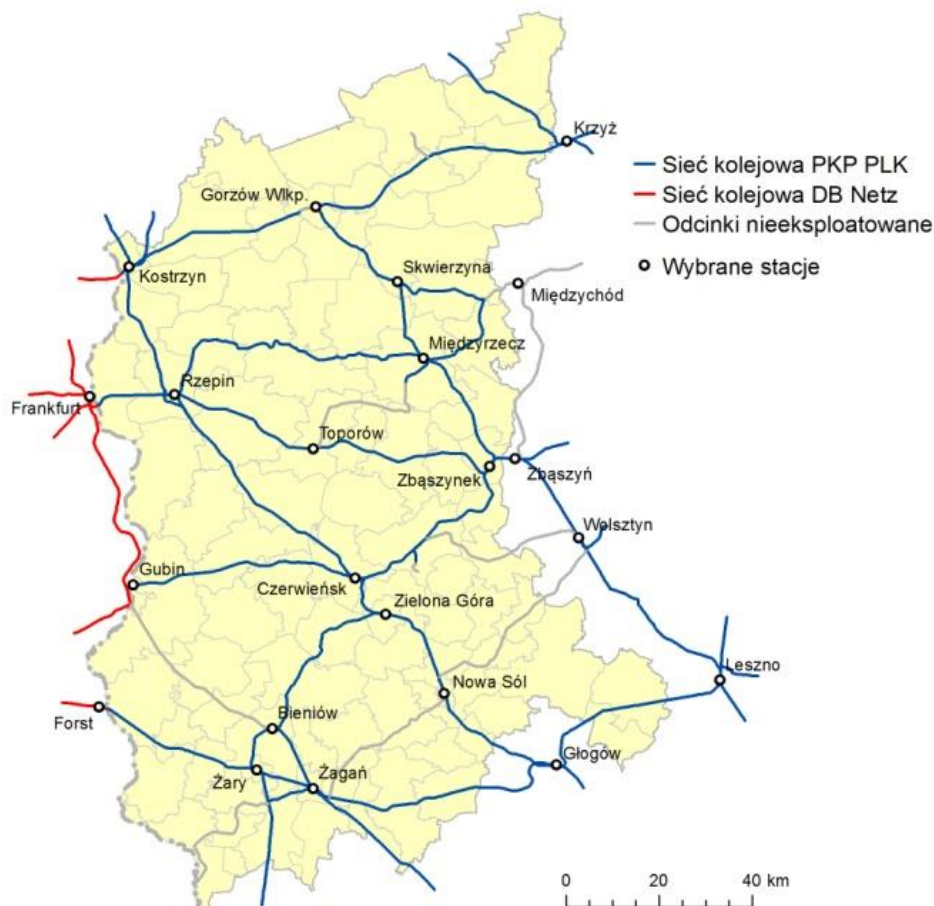 Krzyż
Sieć kolejowa PKP PLK
Sieć kolejowa DB Netz
Odcinki nieeksploatowane
Wybrane stacje
Gorzów Wlkp.
Kostrzyn
Skwierzyna
Międzychód
Międzyrzecz
Rzepin
Frankfurt
Toporów
Zbąszynek
Zbąszyń
Wolsztyn
Gubin
Czerwieńsk
Zielona Góra
Leszno
Nowa Sól
Forst
Bieniów
Głogów
Żary
Żagań
0 20 40 km